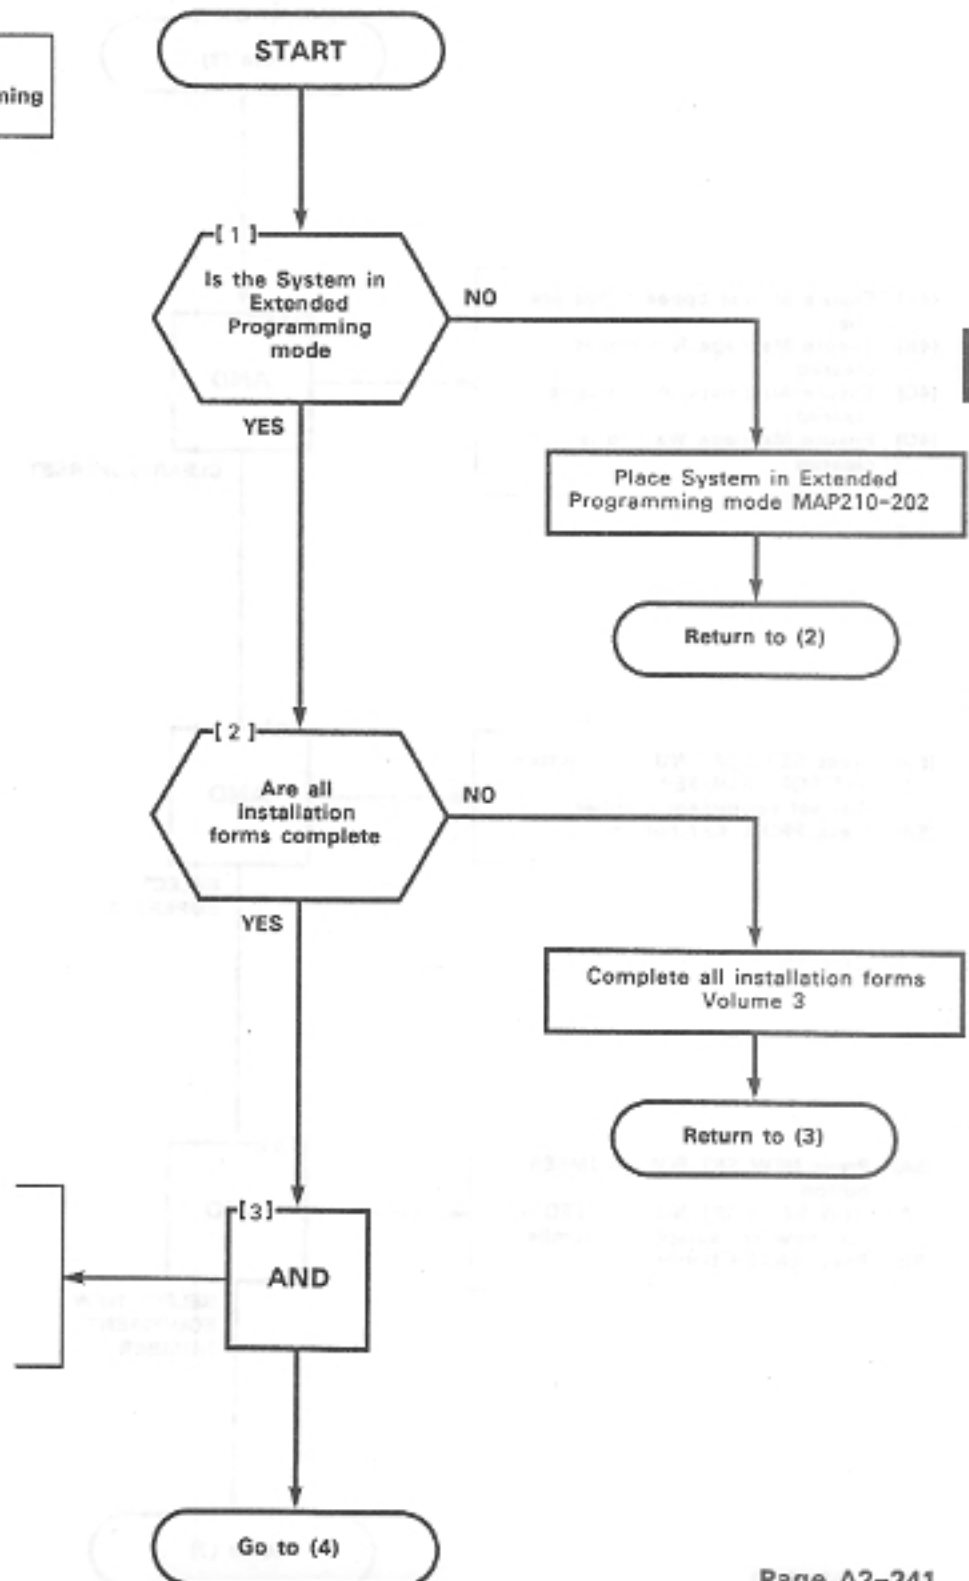 START
[ 1 ]
Is the System in
Extended
Programming
mode
NO
YES
Place System in Extended
Programming mode MAP210-202
Return to (2)
[ 2 ]
Are all
installation
forms complete
NO
YES
Complete all installation forms
Volume 3
Return to (3)
[3]
AND
Go to (4)
Page A2-241